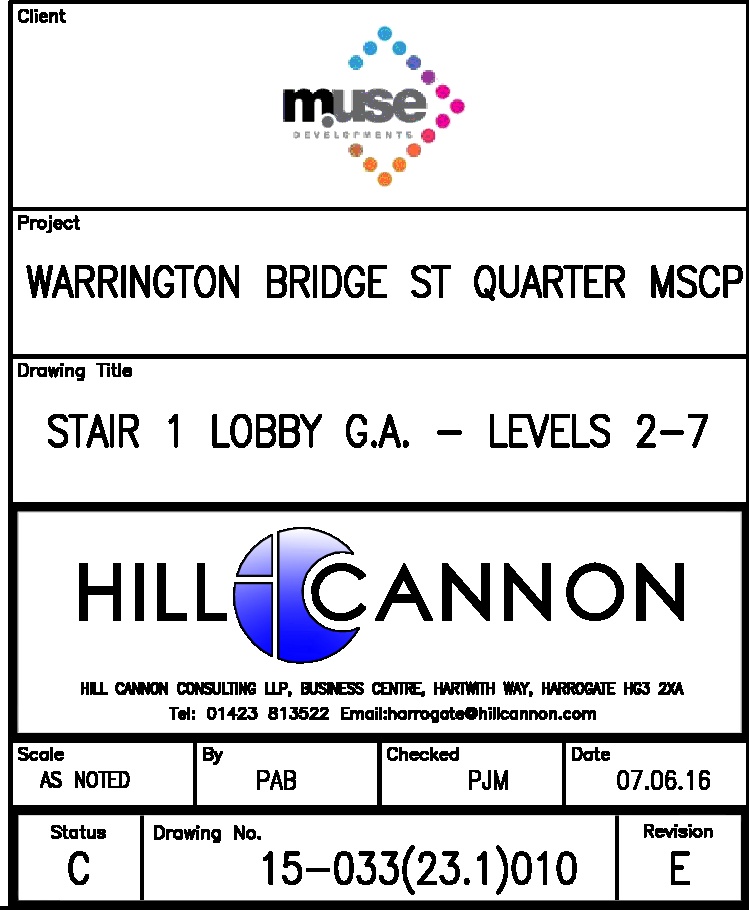 Client
muse
DEVELOPMENTS
Project
WARRINGTON BRIDGE ST QUARTER MSCP
Drawing Title
STAIR 1 LOBBY G.A. - LEVELS 2-7
HILL CANNON
HILL CANNON CONSULTING LLP, BUSINESS CENTRE, HARTWITH WAY, HARROGATE HG3 2XA
Tel: 01423 813522 Email:harrogate@hillcannon.com
Scale By Checked Date
AS NOTED PAB PJM 07.06.16
Status Drawing No. Revision
C 15-033(23.1)010 E